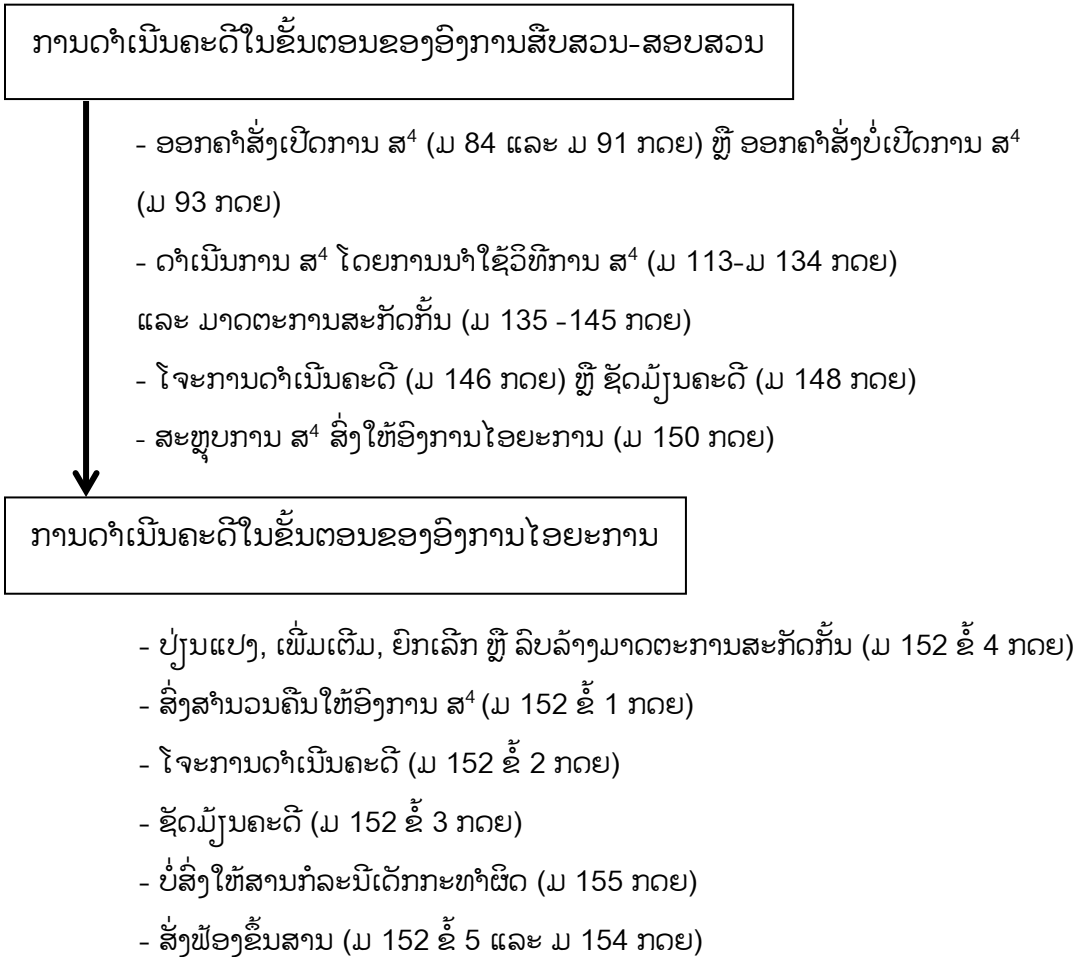 ການດຳເນີນຄະດີໃນຂັ້ນຕອນຂອງອົງການສືບສວນ-ສອບສວນ
- ອອກຄຳສັ່ງເປີດການ ສ⁴ (ມ 84 ແລະ ມ 91 ກດຍ) ຫຼື ອອກຄຳສັ່ງບໍ່ເປີດການ ສ⁴
(ມ 93 ກດຍ)
- ດຳເນີນການ ສ⁴ ໂດຍການນຳໃຊ້ວິທີການ ສ⁴ (ມ 113-ມ 134 ກດຍ)
ແລະ ມາດຕະການສະກັດກັ້ນ (ມ 135 -145 ກດຍ)
- ໂຈະການດຳເນີນຄະດີ (ມ 146 ກດຍ) ຫຼື ຊັດມ້ຽນຄະດີ (ມ 148 ກດຍ)
- ສະຫຼຸບການ ສ⁴ ສົ່ງໃຫ້ອົງການໄອຍະການ (ມ 150 ກດຍ)
ການດຳເນີນຄະດີໃນຂັ້ນຕອນຂອງອົງການໄອຍະການ
- ປ່ຽນແປງ, ເພີ່ມເຕີມ, ຍົກເລີກ ຫຼື ລົບລ້າງມາດຕະການສະກັດກັ້ນ (ມ 152 ຂໍ້ 4 ກດຍ)
- ສົ່ງສຳນວນຄືນໃຫ້ອົງການ ສ⁴ (ມ 152 ຂໍ້ 1 ກດຍ)
- ໂຈະການດຳເນີນຄະດີ (ມ 152 ຂໍ້ 2 ກດຍ)
- ຊັດມ້ຽນຄະດີ (ມ 152 ຂໍ້ 3 ກດຍ)
- ບໍ່ສົ່ງໃຫ້ສານກໍລະນີເດັກກະທຳຜິດ (ມ 155 ກດຍ)
- ສັ່ງຟ້ອງຂຶ້ນສານ (ມ 152 ຂໍ້ 5 ແລະ ມ 154 ກດຍ)